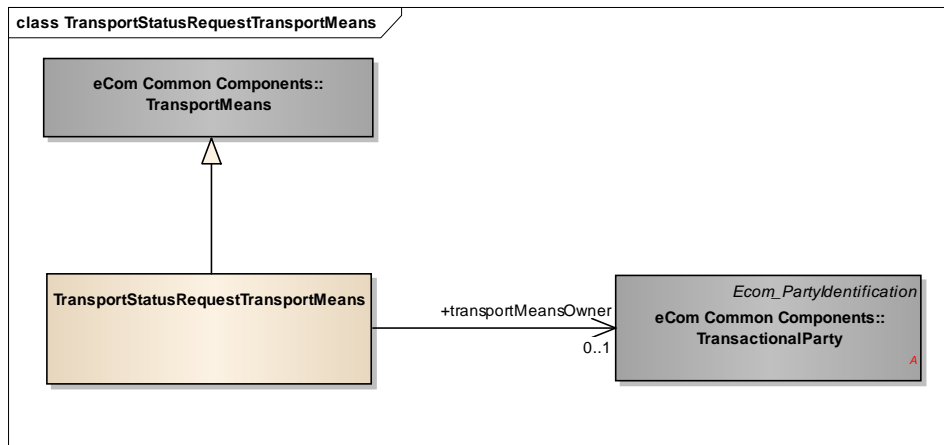 class TransportStatusRequestTransportMeans
eCom Common Components::
TransportMeans
TransportStatusRequestTransportMeans
+transportMeansOwner
0..1
Ecom_PartyIdentification
eCom Common Components::
TransactionalParty
A